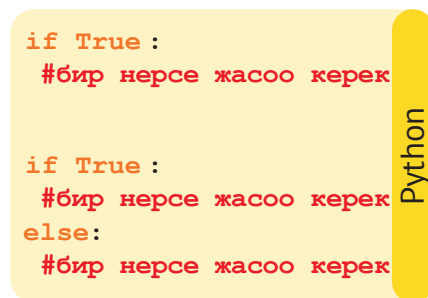 if True :
#бир нерсе жасоо керек
if True :
#бир нерсе жасоо керек
else:
#бир нерсе жасоо керек
Python